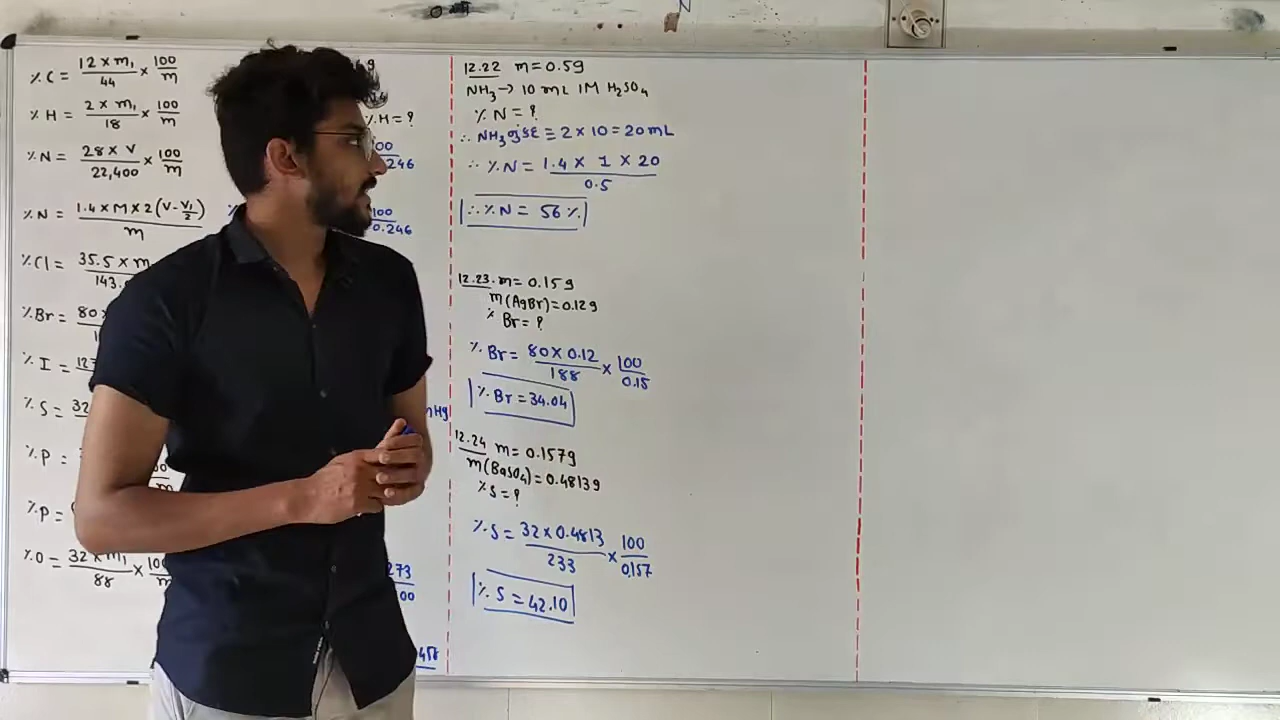 % C = 12 × m₁ / 44 × 100 / m
% H = 2 × m₁ / 18 × 100 / m
% N = 28 × V / 22,400 × 100 / m
% N = 1.4 × M × 2 (V - V₁/2) / m
% Cl = 35.5 × m / 143.
% Br = 80
% I = 127
% S = 32
% P =
% P =
% O = 32 × m₁ / 88 × 100 / m
% H = ?
00 / 246
100 / 0.246
mHg
273
00
12.22 m = 0.5g
NH₃ → 10 mL 1M H₂SO₄
% N = ?
∴ NH₃ ≡ 2 × 10 = 20 mL
∴ % N = 1.4 × 1 × 20 / 0.5
∴ % N = 56 %
12.23. m = 0.15g
m(AgBr) = 0.12g
% Br = ?
% Br = 80 × 0.12 / 188 × 100 / 0.15
% Br = 34.04
12.24 m = 0.157g
m(BaSO₄) = 0.4813g
% S = ?
% S = 32 × 0.4813 / 233 × 100 / 0.157
% S = 42.10